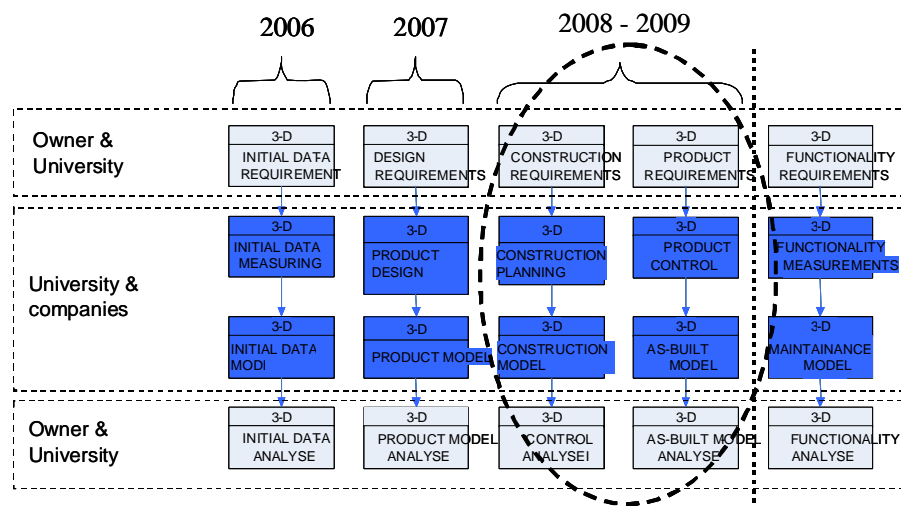 2006
2007
2008 - 2009
Owner &
University
3-D
INITIAL DATA
REQUIREMENT
3-D
DESIGN
REQUIREMENTS
3-D
CONSTRUCTION
REQUIREMENTS
3-D
PRODUCT
REQUIREMENTS
3-D
FUNCTIONALITY
REQUIREMENTS
University &
companies
3-D
INITIAL DATA
MEASURING
3-D
PRODUCT
DESIGN
3-D
CONSTRUCTION
PLANNING
3-D
PRODUCT
CONTROL
3-D
FUNCTIONALITY
MEASUREMENTS
3-D
INITIAL DATA
MODI
3-D
PRODUCT MODEL
3-D
CONSTRUCTION
MODEL
3-D
AS-BUILT
MODEL
3-D
MAINTAINANCE
MODEL
Owner &
University
3-D
INITIAL DATA
ANALYSE
3-D
PRODUCT MODEL
ANALYSE
3-D
CONTROL
ANALYSEI
3-D
AS-BUILT MODEL
ANALYSE
3-D
FUNCTIONALITY
ANALYSE